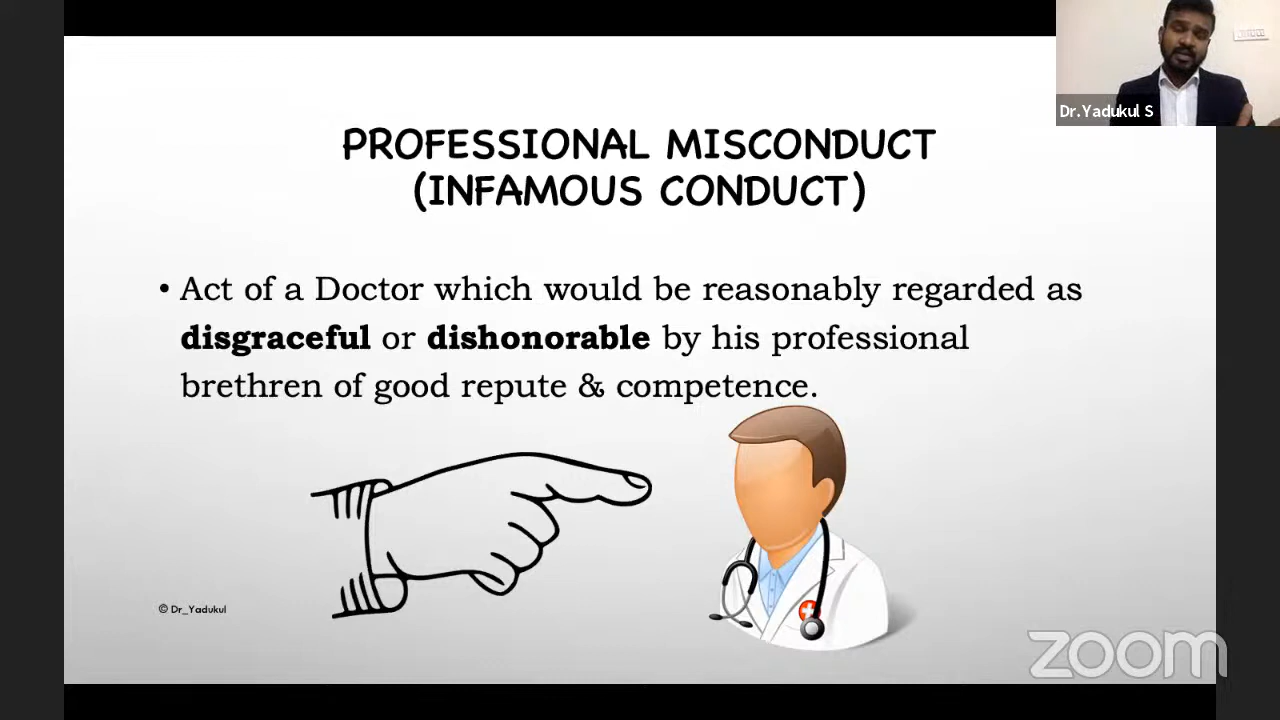 Dr.Yadukul S
PROFESSIONAL MISCONDUCT
(INFAMOUS CONDUCT)
• Act of a Doctor which would be reasonably regarded as
disgraceful or dishonorable by his professional
brethren of good repute & competence.
© Dr_Yadukul
zoom